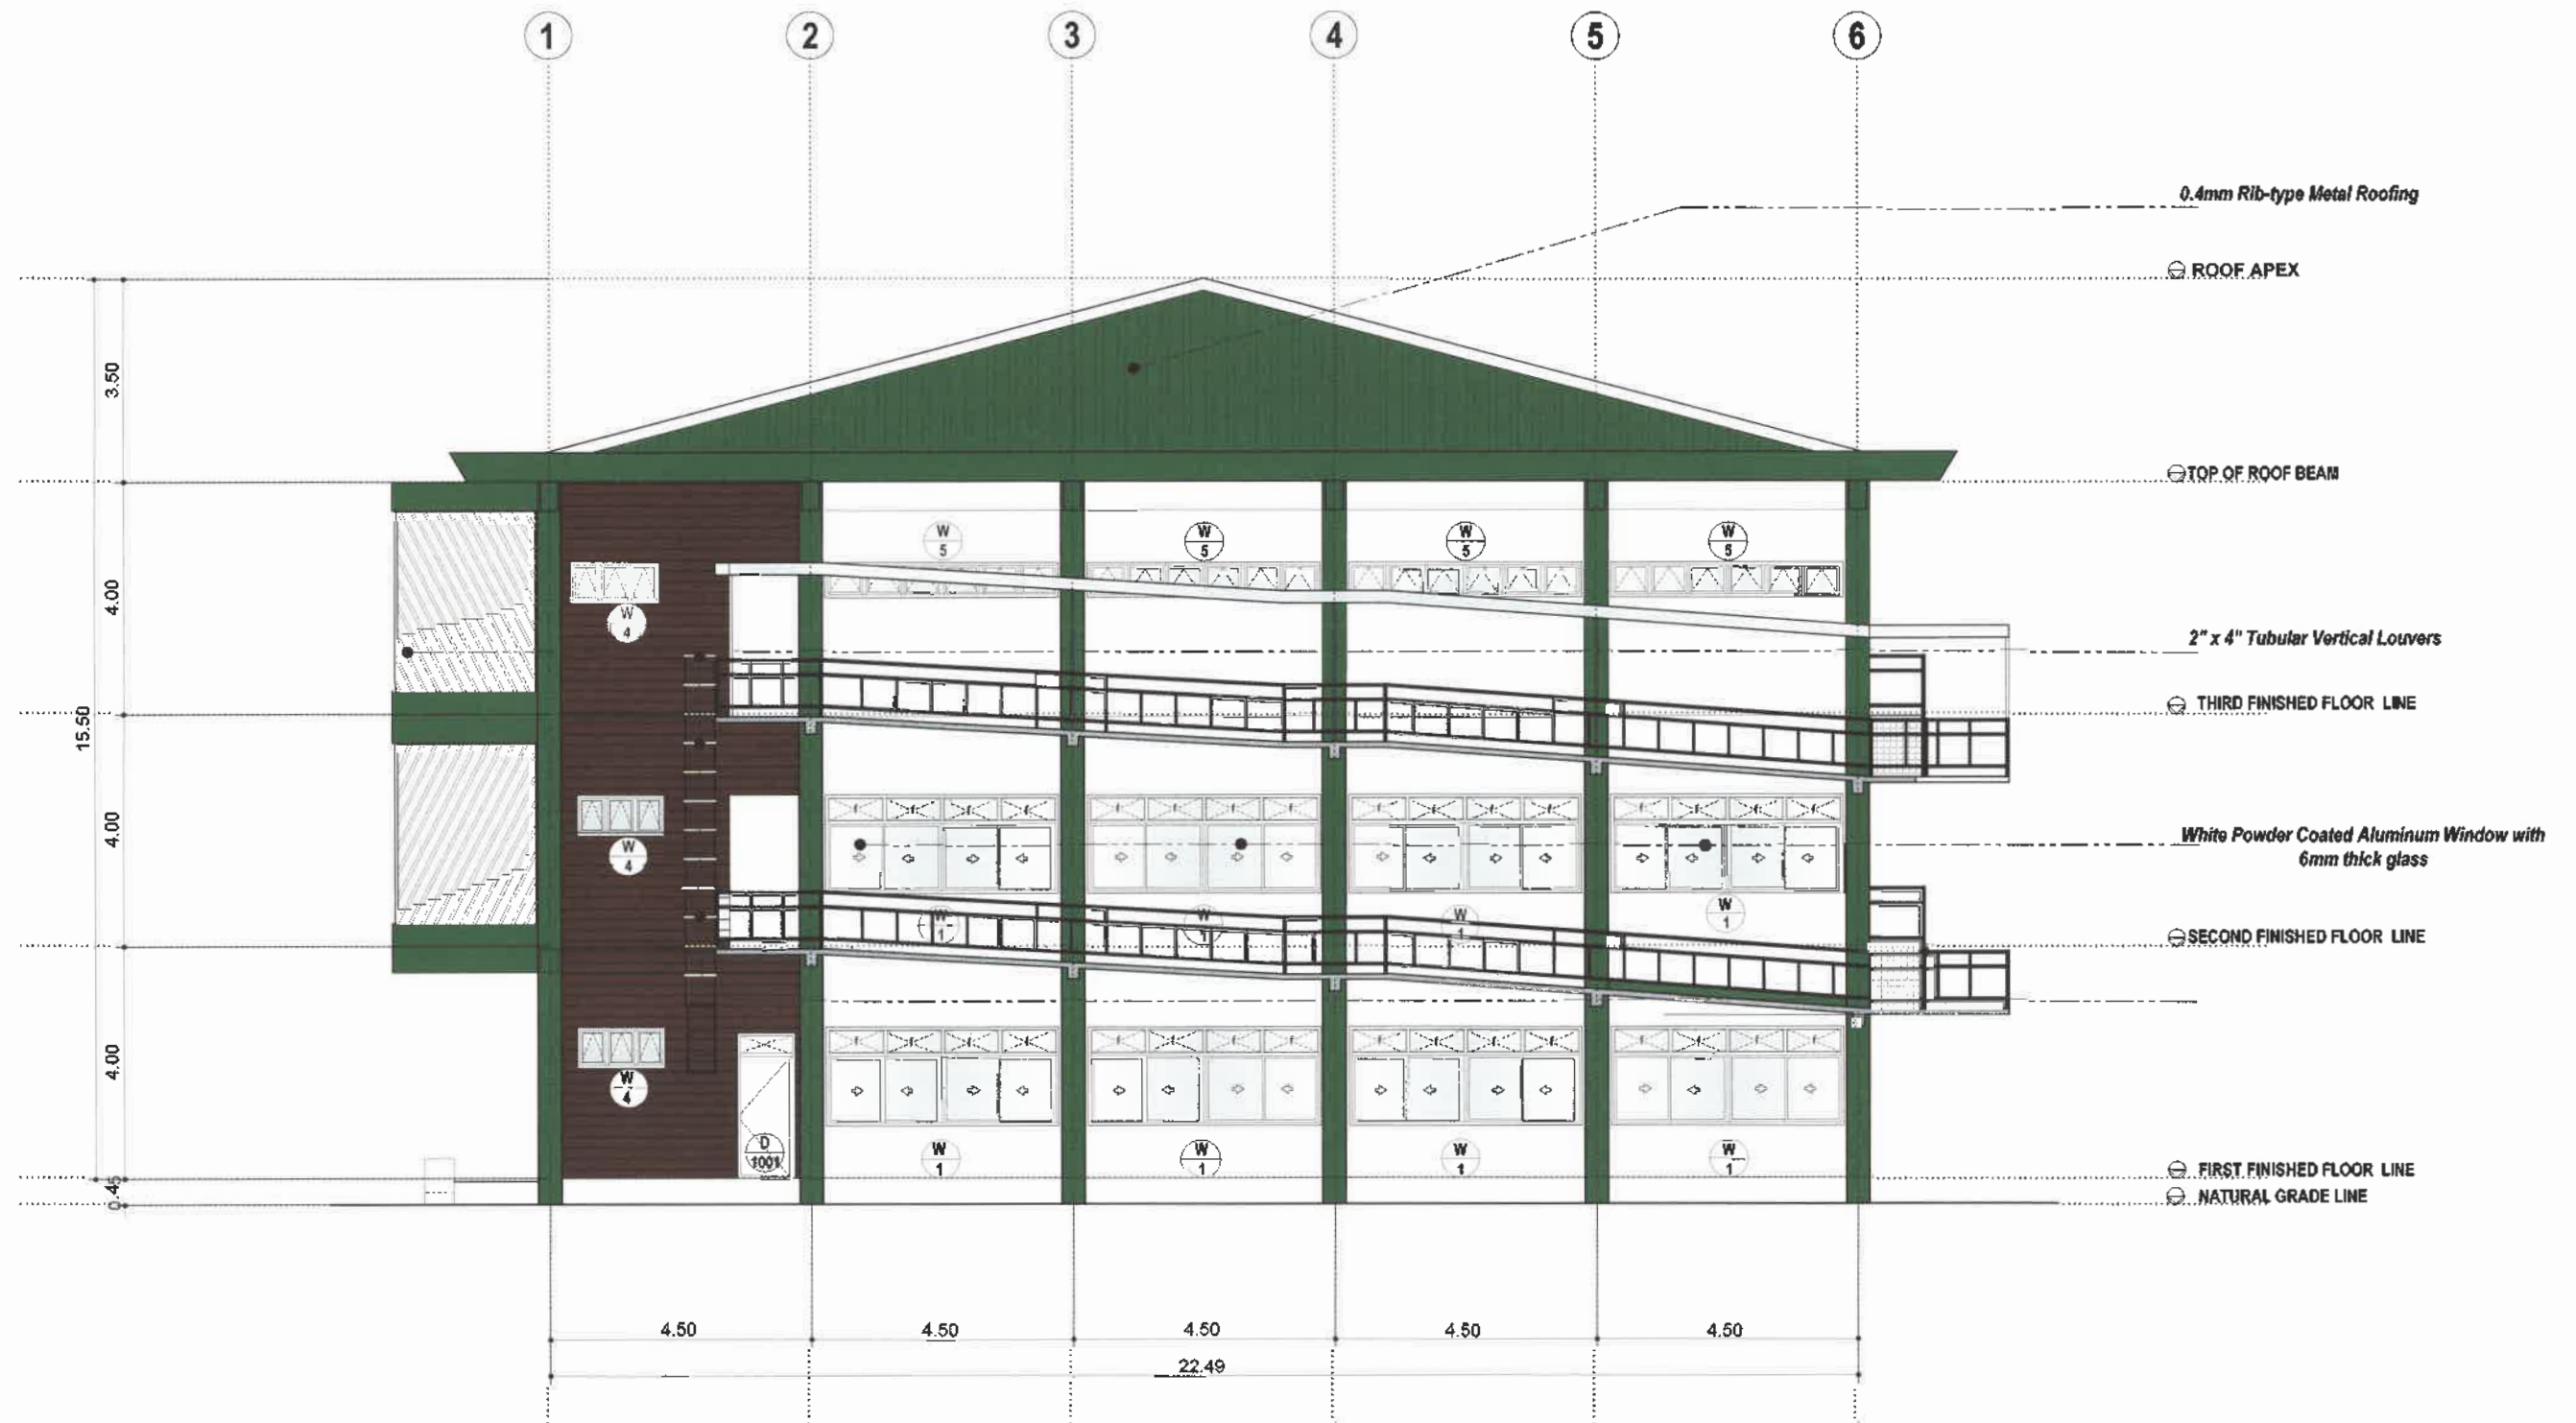 1 2 3 4 5 6
0.4mm Rib-type Metal Roofing
ROOF APEX
3.50
TOP OF ROOF BEAM
W W W W
5 5 5 5
4.00
W
4
2" x 4" Tubular Vertical Louvers
THIRD FINISHED FLOOR LINE
15.50
4.00
White Powder Coated Aluminum Window with
6mm thick glass
W
4
W W W W
1 1 1 1
SECOND FINISHED FLOOR LINE
4.00
W
4
D
1001
W W W W
1 1 1 1
FIRST FINISHED FLOOR LINE
0.45
NATURAL GRADE LINE
4.50 4.50 4.50 4.50 4.50
22.49